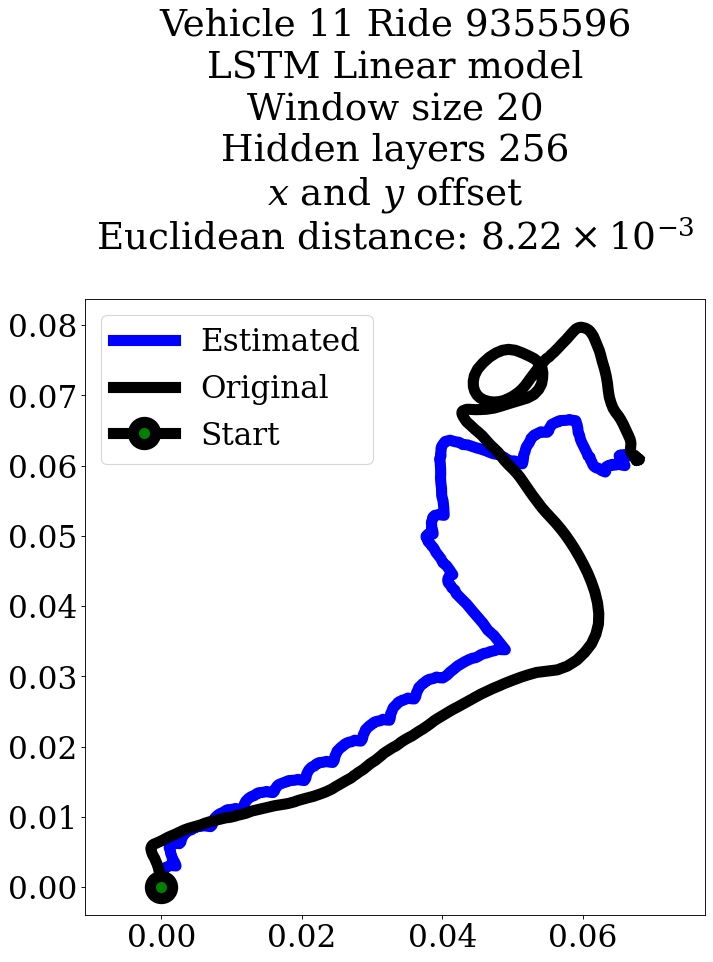 Vehicle 11 Ride 9355596
LSTM Linear model
Window size 20
Hidden layers 256
x and y offset
Euclidean distance: 8.22 × 10⁻³
Estimated
Original
Start
0.08
0.07
0.06
0.05
0.04
0.03
0.02
0.01
0.00
0.00 0.02 0.04 0.06